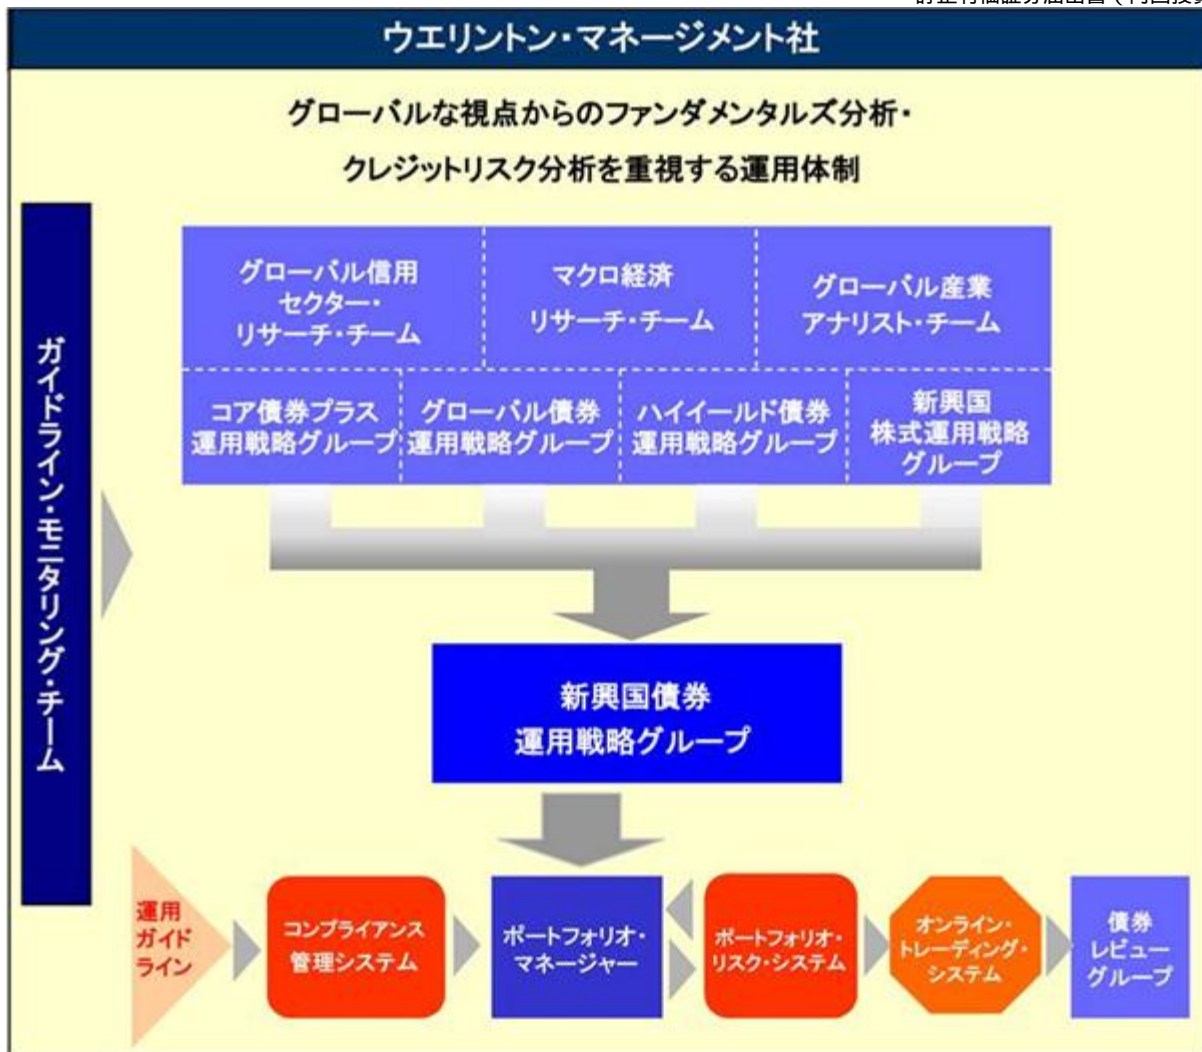 ウエリントン・マネージメント社
グローバルな視点からのファンダメンタルズ分析・
クレジットリスク分析を重視する運用体制
ガイドライン・モニタリング・チーム
グローバル信用
セクター・
リサーチ・チーム
マクロ経済
リサーチ・チーム
グローバル産業
アナリスト・チーム
コア債券プラス
運用戦略グループ
グローバル債券
運用戦略グループ
ハイイールド債券
運用戦略グループ
新興国
株式運用戦略
グループ
新興国債券
運用戦略グループ
運用
ガイド
ライン
コンプライアンス
管理システム
ポートフォリオ・
マネージャー
ポートフォリオ・
リスク・システム
オンライン・
トレーディング・
システム
債券
レビュー
グループ